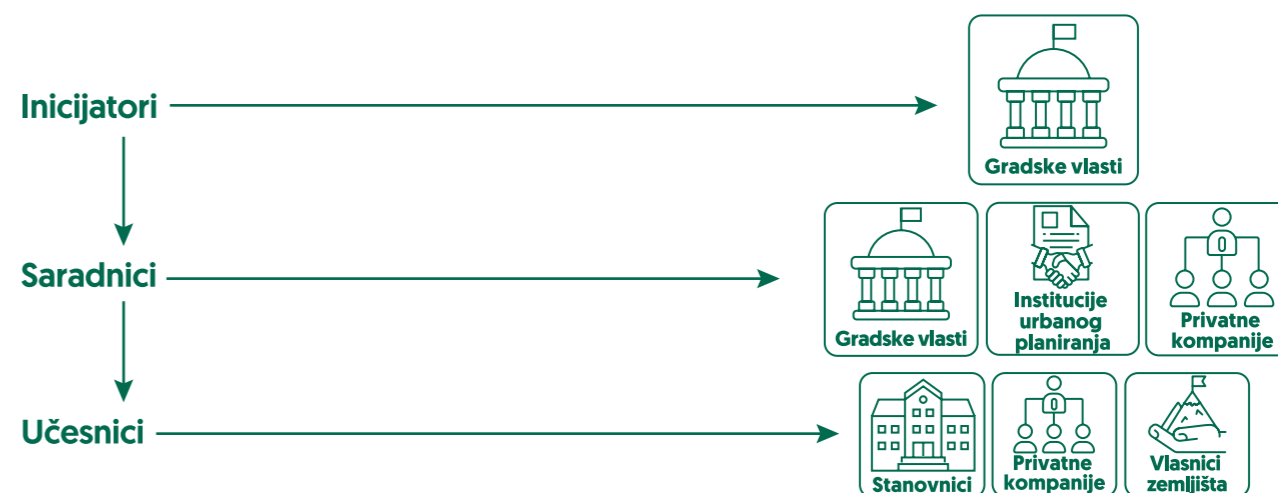 Inicijatori
Gradske vlasti
Saradnici
Gradske vlasti
Institucije
urbanog
planiranja
Privatne
kompanije
Učesnici
Stanovnici
Privatne
kompanije
Vlasnici
zemljišta